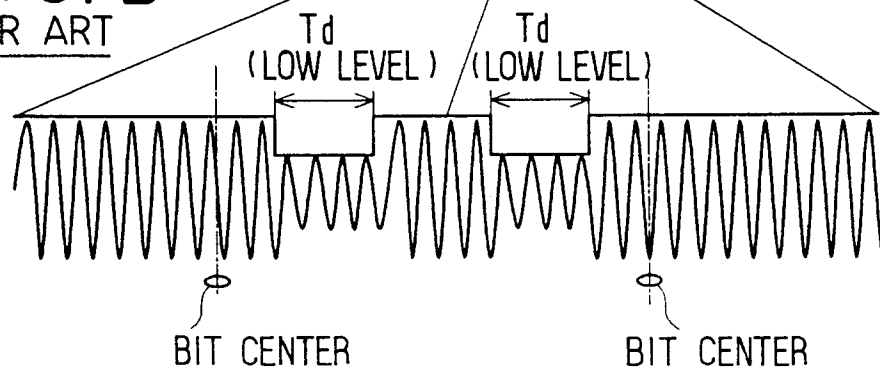 R ART
Td Td
(LOW LEVEL) (LOW LEVEL)
BIT CENTER BIT CENTER